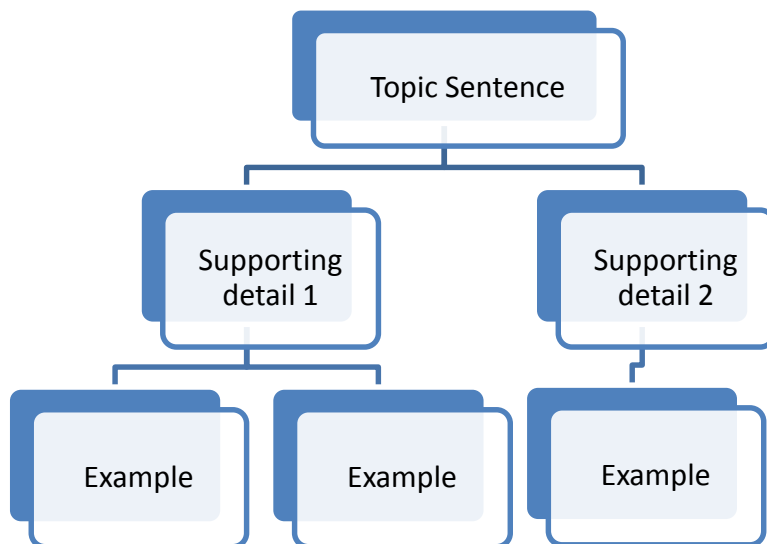 Topic Sentence
Supporting
detail 1
Supporting
detail 2
Example
Example
Example